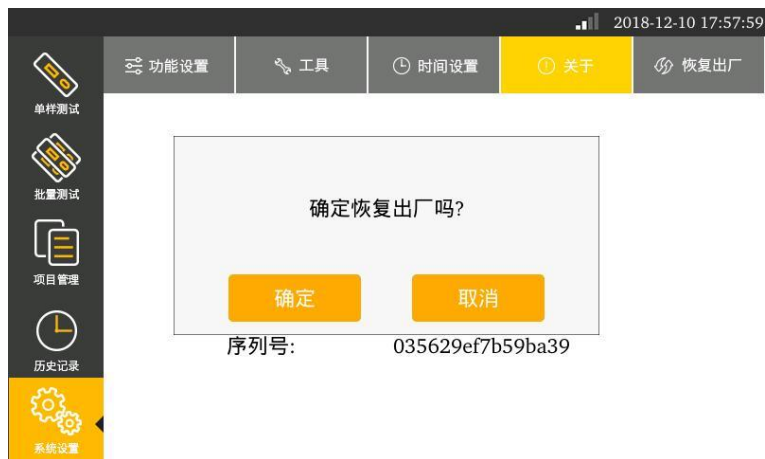 2018-12-10 17:57:59
功能设置 工具 时间设置 关于 恢复出厂
单样测试
批量测试
项目管理
历史记录
系统设置
确定恢复出厂吗?
确定 取消
序列号: 035629ef7b59ba39